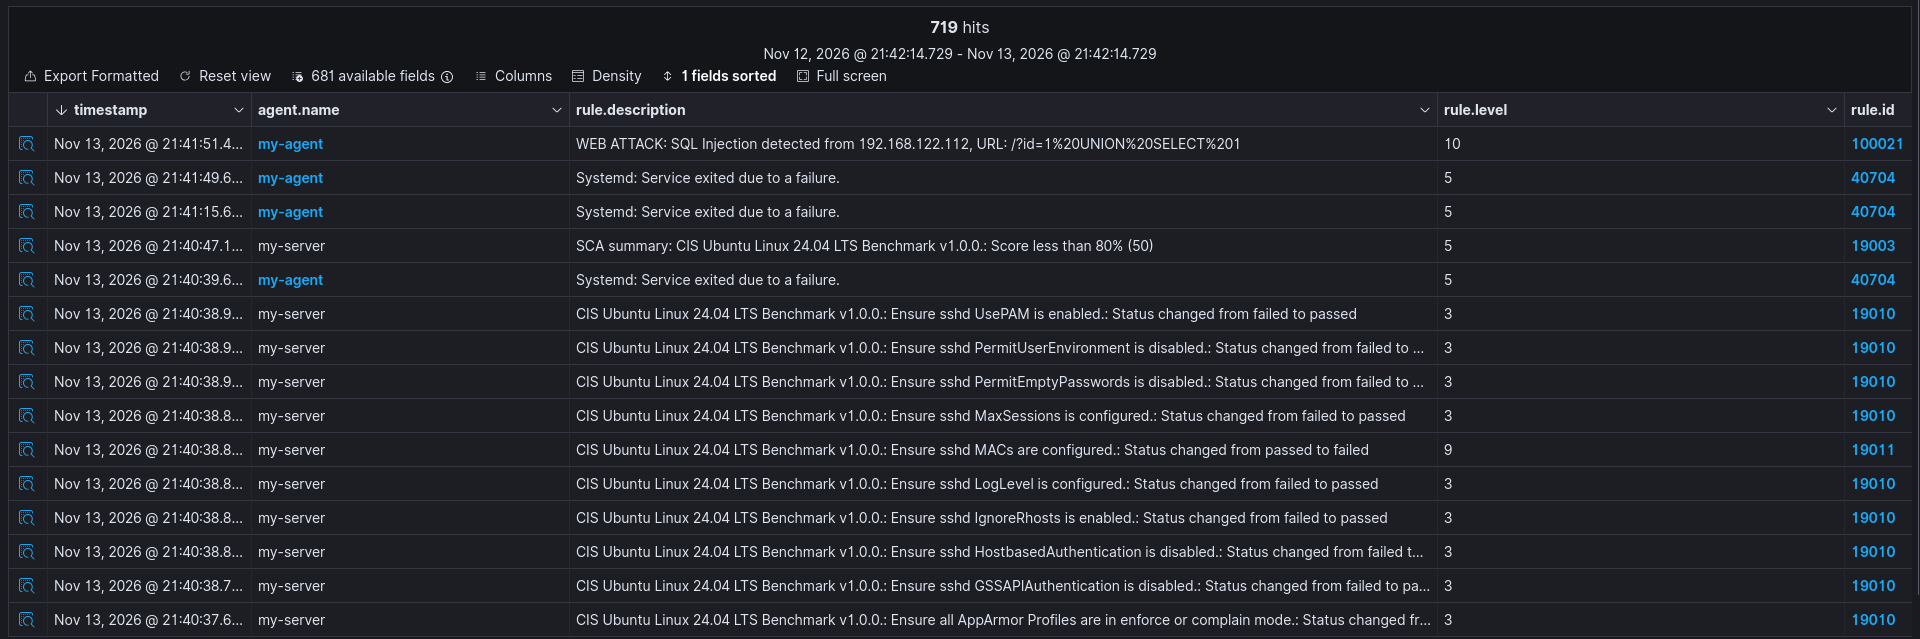 719 hits
Nov 12, 2026 @ 21:42:14.729 - Nov 13, 2026 @ 21:42:14.729
Export Formatted Reset view 681 available fields Columns Density 1 fields sorted Full screen
timestamp agent.name rule.description rule.level rule.id
Nov 13, 2026 @ 21:41:51.4... my-agent WEB ATTACK: SQL Injection detected from 192.168.122.112, URL: /?id=1%20UNION%20SELECT%201 10 100021
Nov 13, 2026 @ 21:41:49.6... my-agent Systemd: Service exited due to a failure. 5 40704
Nov 13, 2026 @ 21:41:15.6... my-agent Systemd: Service exited due to a failure. 5 40704
Nov 13, 2026 @ 21:40:47.1... my-server SCA summary: CIS Ubuntu Linux 24.04 LTS Benchmark v1.0.0.: Score less than 80% (50) 5 19003
Nov 13, 2026 @ 21:40:39.6... my-agent Systemd: Service exited due to a failure. 5 40704
Nov 13, 2026 @ 21:40:38.9... my-server CIS Ubuntu Linux 24.04 LTS Benchmark v1.0.0.: Ensure sshd UsePAM is enabled.: Status changed from failed to passed 3 19010
Nov 13, 2026 @ 21:40:38.9... my-server CIS Ubuntu Linux 24.04 LTS Benchmark v1.0.0.: Ensure sshd PermitUserEnvironment is disabled.: Status changed from failed to ... 3 19010
Nov 13, 2026 @ 21:40:38.9... my-server CIS Ubuntu Linux 24.04 LTS Benchmark v1.0.0.: Ensure sshd PermitEmptyPasswords is disabled.: Status changed from failed to ... 3 19010
Nov 13, 2026 @ 21:40:38.8... my-server CIS Ubuntu Linux 24.04 LTS Benchmark v1.0.0.: Ensure sshd MaxSessions is configured.: Status changed from failed to passed 3 19010
Nov 13, 2026 @ 21:40:38.8... my-server CIS Ubuntu Linux 24.04 LTS Benchmark v1.0.0.: Ensure sshd MACs are configured.: Status changed from passed to failed 9 19011
Nov 13, 2026 @ 21:40:38.8... my-server CIS Ubuntu Linux 24.04 LTS Benchmark v1.0.0.: Ensure sshd LogLevel is configured.: Status changed from failed to passed 3 19010
Nov 13, 2026 @ 21:40:38.8... my-server CIS Ubuntu Linux 24.04 LTS Benchmark v1.0.0.: Ensure sshd IgnoreRhosts is enabled.: Status changed from failed to passed 3 19010
Nov 13, 2026 @ 21:40:38.8... my-server CIS Ubuntu Linux 24.04 LTS Benchmark v1.0.0.: Ensure sshd HostbasedAuthentication is disabled.: Status changed from failed t... 3 19010
Nov 13, 2026 @ 21:40:38.7... my-server CIS Ubuntu Linux 24.04 LTS Benchmark v1.0.0.: Ensure sshd GSSAPIAuthentication is disabled.: Status changed from failed to pa... 3 19010
Nov 13, 2026 @ 21:40:37.6... my-server CIS Ubuntu Linux 24.04 LTS Benchmark v1.0.0.: Ensure all AppArmor Profiles are in enforce or complain mode.: Status changed fr... 3 19010